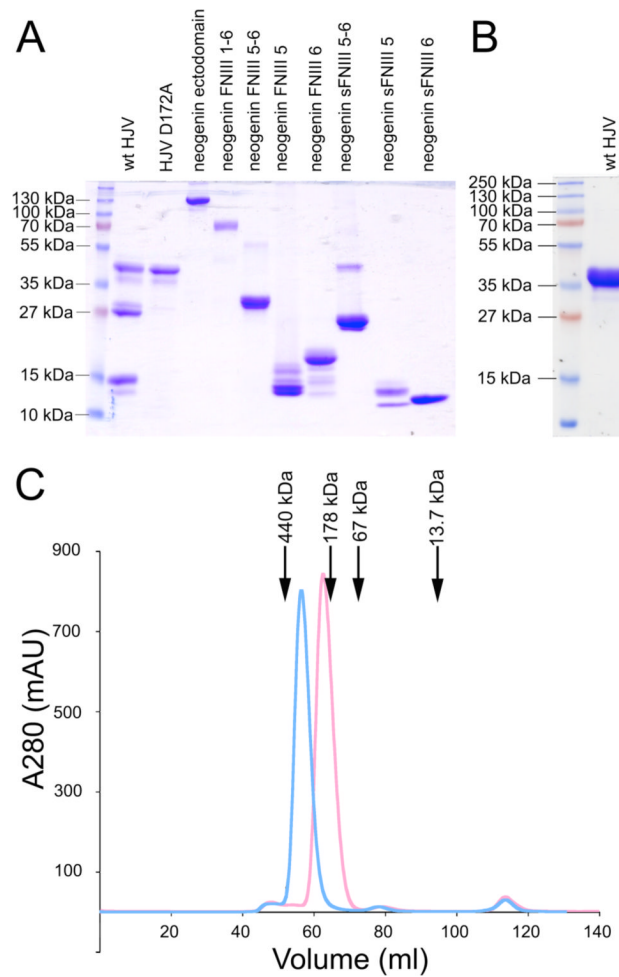 A
B
wt HJV
HJV D172A
neogenin ectodomain
neogenin FNIII 1-6
neogenin FNIII 5-6
neogenin FNIII 5
neogenin FNIII 6
neogenin sFNIII 5-6
neogenin sFNIII 5
neogenin sFNIII 6
130 kDa
100 kDa
70 kDa
55 kDa
35 kDa
27 kDa
15 kDa
10 kDa
wt HJV
250 kDa
130 kDa
100 kDa
70 kDa
55 kDa
35 kDa
27 kDa
15 kDa
C
440 kDa
178 kDa
67 kDa
13.7 kDa
A280 (mAU)
900
700
500
300
100
20 40 60 80 100 120 140
Volume (ml)